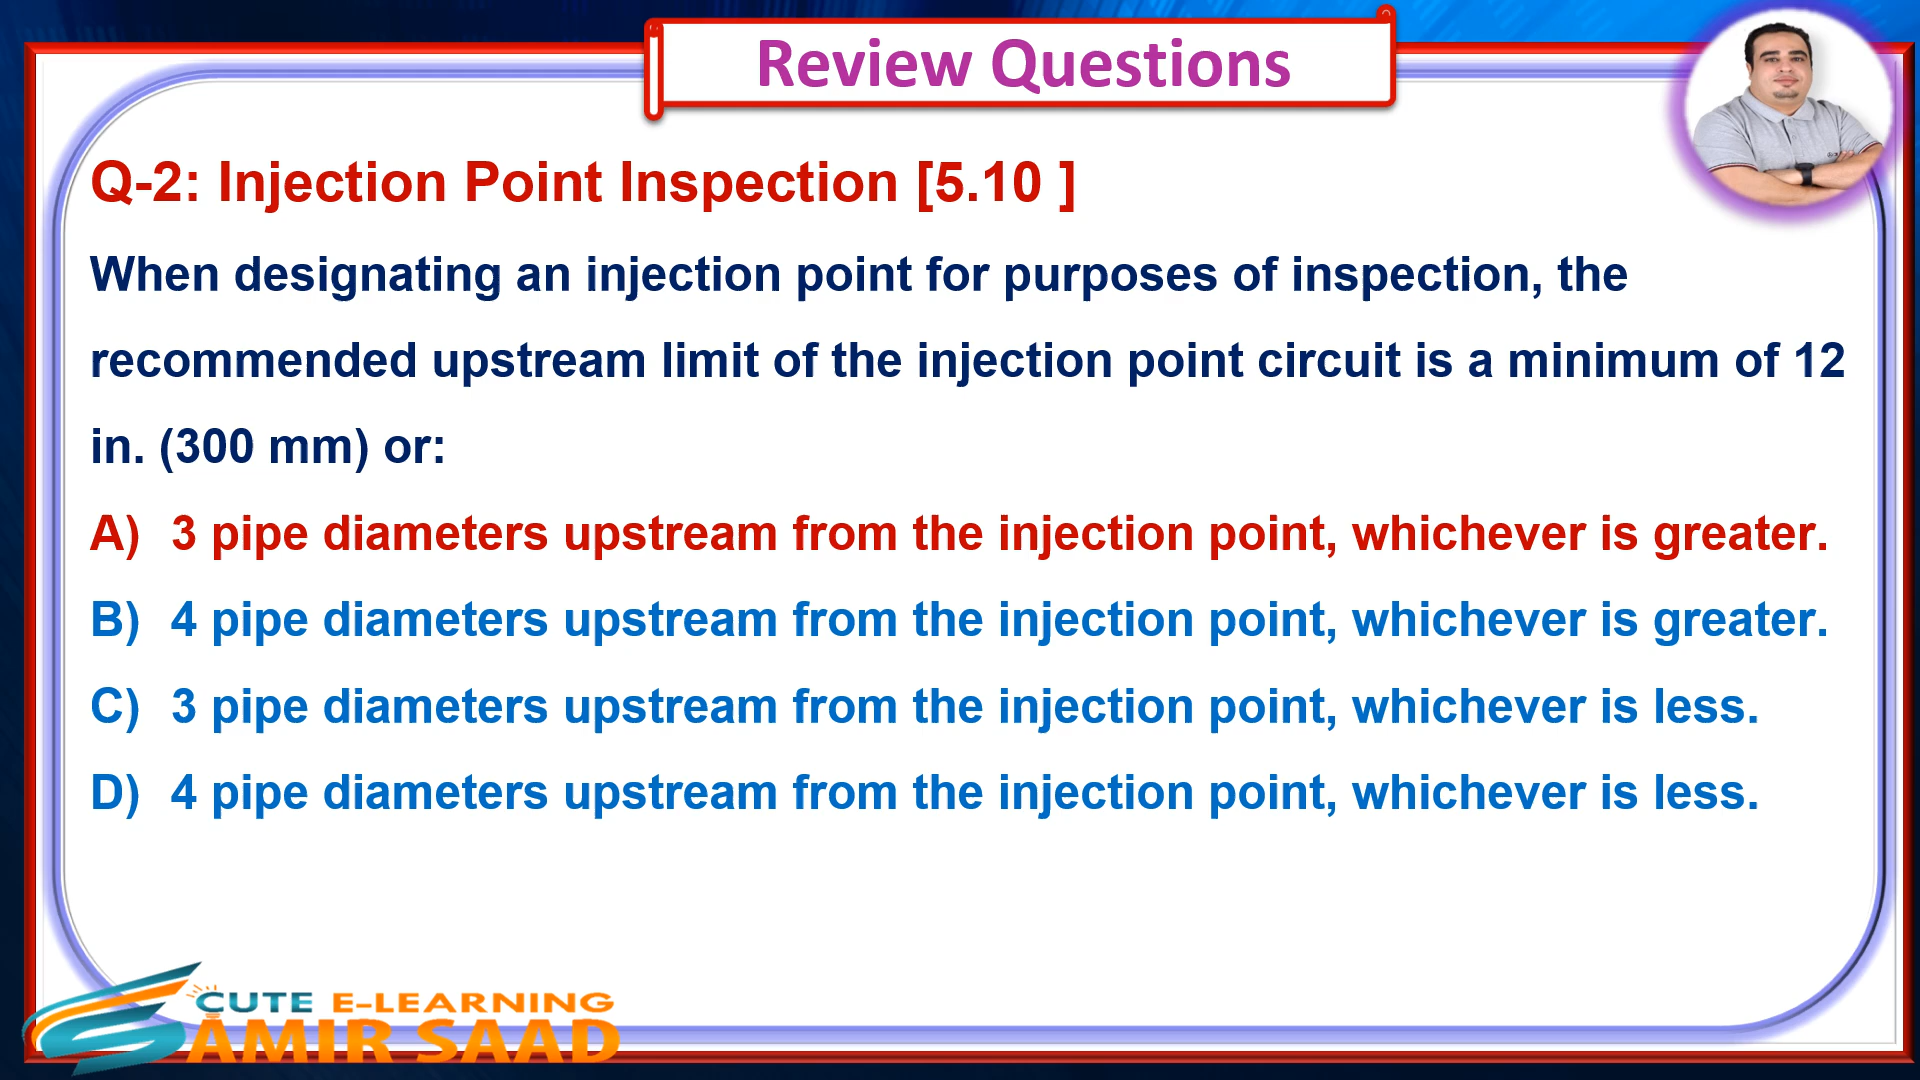 Review Questions
Q-2: Injection Point Inspection [5.10 ]
When designating an injection point for purposes of inspection, the
recommended upstream limit of the injection point circuit is a minimum of 12
in. (300 mm) or:
A) 3 pipe diameters upstream from the injection point, whichever is greater.
B) 4 pipe diameters upstream from the injection point, whichever is greater.
C) 3 pipe diameters upstream from the injection point, whichever is less.
D) 4 pipe diameters upstream from the injection point, whichever is less.
CUTE E-LEARNING
AMIR SAAD